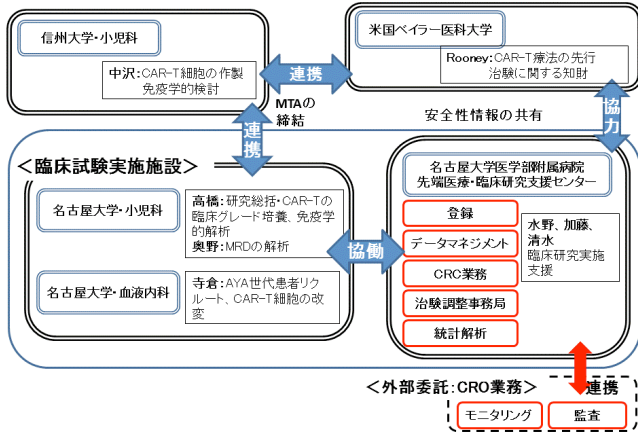 信州大学・小児科
中沢：CAR-T細胞の作製
免疫学的検討
米国ベイラー医科大学
Rooney：CAR-T療法の先行
治験に関する知財
連携
MTAの
締結
連携
安全性情報の共有
協力
＜臨床試験実施施設＞
名古屋大学・小児科
高橋：研究総括・CAR-Tの
臨床グレード培養、免疫学
的解析
奥野：MRDの解析
名古屋大学・血液内科
寺倉：AYA世代患者リク
ルート、CAR-T細胞の改
変
協働
名古屋大学医学部附属病院
先端医療・臨床研究支援センター
登録
データマネジメント
CRC業務
治験調整事務局
統計解析
水野、加藤、
清水
臨床研究実施
支援
＜外部委託：CRO業務＞
連携
モニタリング
監査